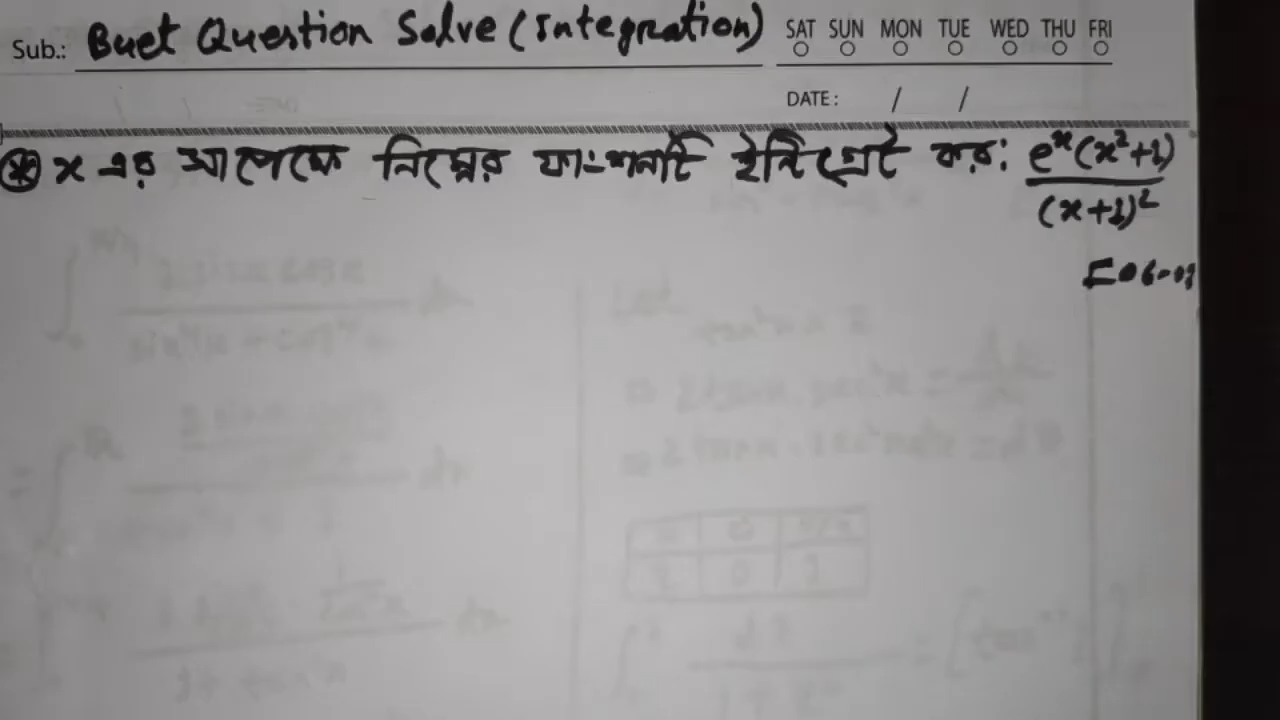 Sub.: Buet Question Solve (Integration) SAT SUN MON TUE WED THU FRI
DATE: / /
x এর সাপেক্ষে নিম্নের ফাংশনটি ইন্টিগ্রেট কর: e^x(x²+1)/(x+1)²